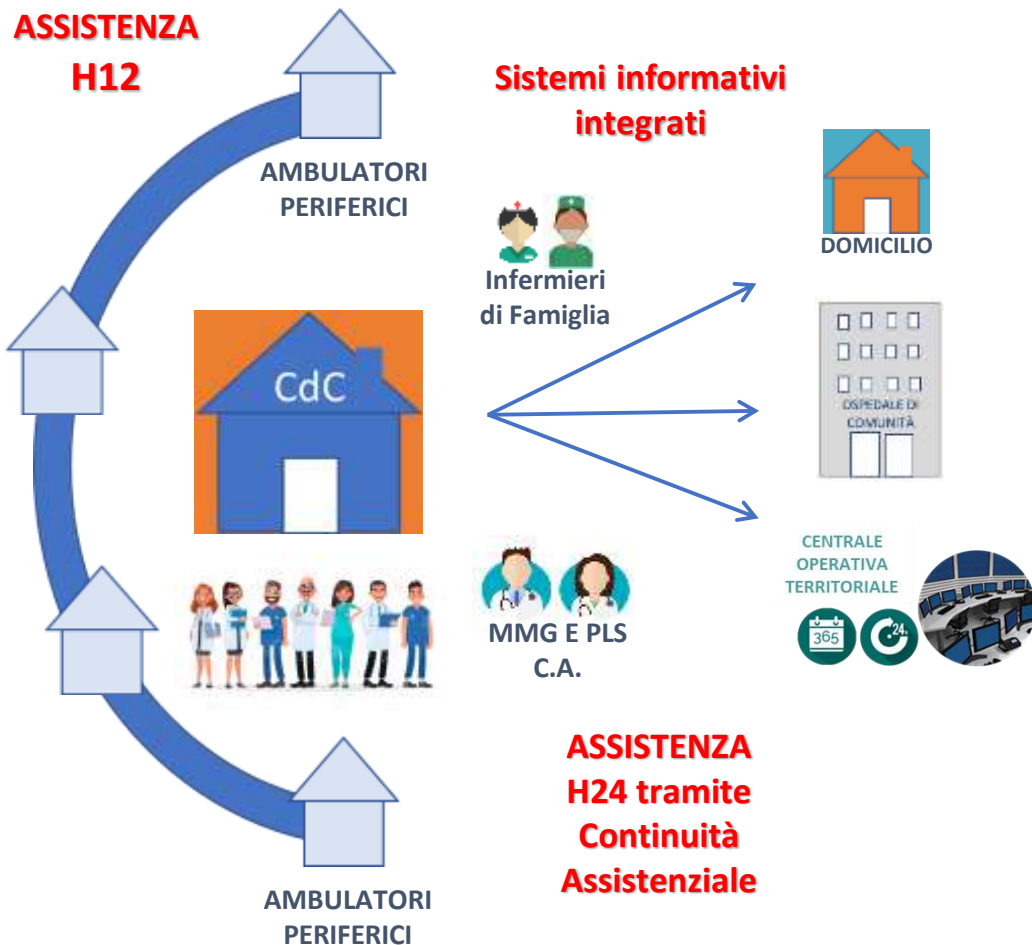 ASSISTENZA
H12
AMBULATORI
PERIFERICI
Sistemi informativi
integrati
Infermieri
di Famiglia
DOMICILIO
CdC
OSPEDALE DI
COMUNITÀ
MMG E PLS
C.A.
CENTRALE
OPERATIVA
TERRITORIALE
365
24h
ASSISTENZA
H24 tramite
Continuità
Assistenziale
AMBULATORI
PERIFERICI